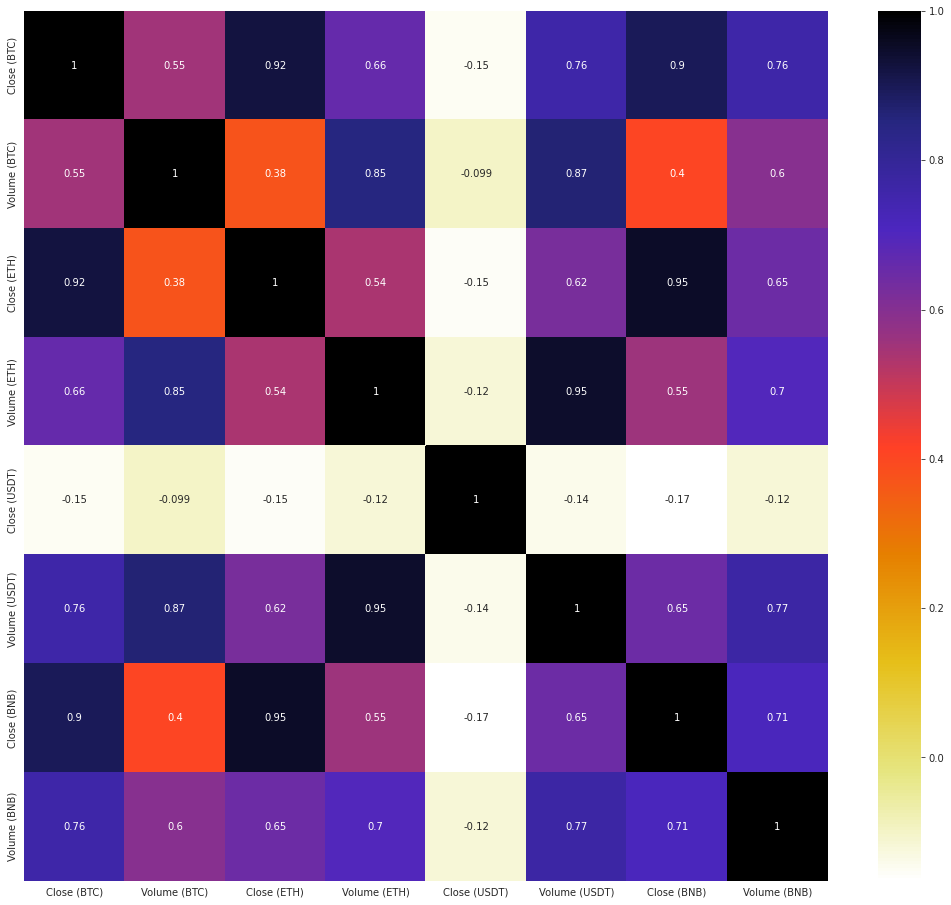 Close (BTC) 1 0.55 0.92 0.66 -0.15 0.76 0.9 0.76
Volume (BTC) 0.55 1 0.38 0.85 -0.099 0.87 0.4 0.6
Close (ETH) 0.92 0.38 1 0.54 -0.15 0.62 0.95 0.65
Volume (ETH) 0.66 0.85 0.54 1 -0.12 0.95 0.55 0.7
Close (USDT) -0.15 -0.099 -0.15 -0.12 1 -0.14 -0.17 -0.12
Volume (USDT) 0.76 0.87 0.62 0.95 -0.14 1 0.65 0.77
Close (BNB) 0.9 0.4 0.95 0.55 -0.17 0.65 1 0.71
Volume (BNB) 0.76 0.6 0.65 0.7 -0.12 0.77 0.71 1
Close (BTC) Volume (BTC) Close (ETH) Volume (ETH) Close (USDT) Volume (USDT) Close (BNB) Volume (BNB)
1.0
0.8
0.6
0.4
0.2
0.0